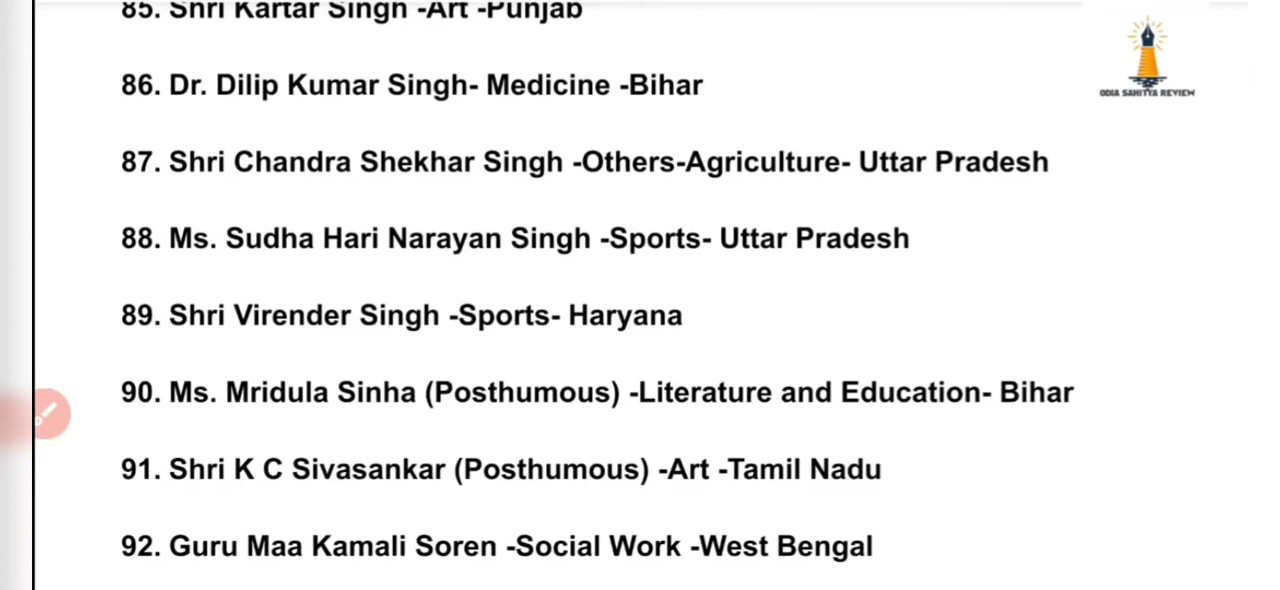 85. Shri Kartar Singh -Art -Punjab
ODIA SAHITYA REVIEW
86. Dr. Dilip Kumar Singh- Medicine -Bihar
87. Shri Chandra Shekhar Singh -Others-Agriculture- Uttar Pradesh
88. Ms. Sudha Hari Narayan Singh -Sports- Uttar Pradesh
89. Shri Virender Singh -Sports- Haryana
90. Ms. Mridula Sinha (Posthumous) -Literature and Education- Bihar
91. Shri K C Sivasankar (Posthumous) -Art -Tamil Nadu
92. Guru Maa Kamali Soren -Social Work -West Bengal